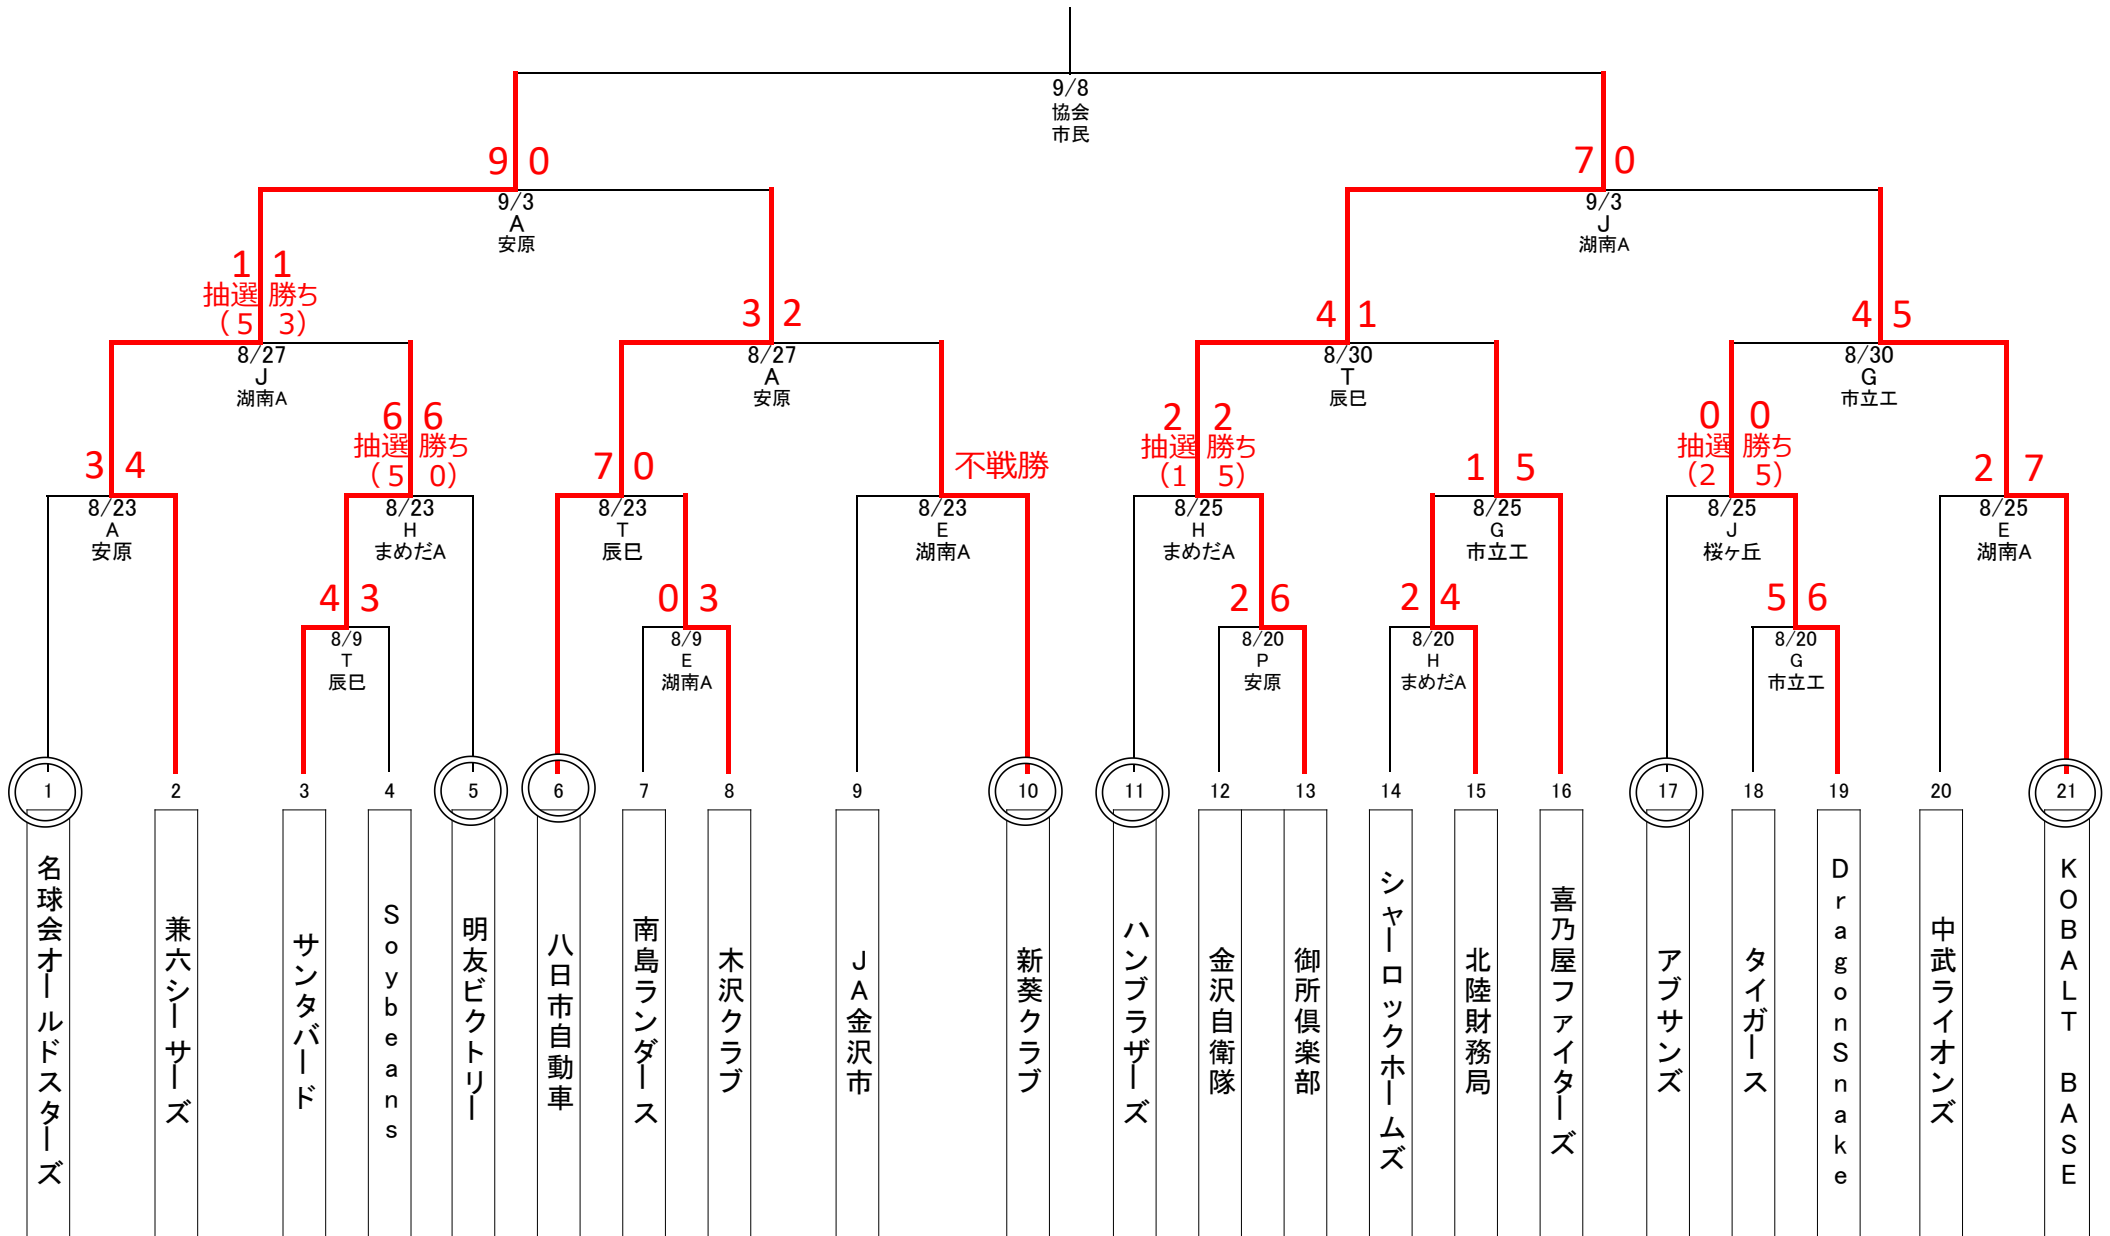 9/8
協会
市民
9 0
7 0
9/3
A
安原
9/3
J
湖南A
1 1
抽選 勝ち
(5 3)
3 2
4 1
4 5
8/27
J
湖南A
8/27
A
安原
8/30
T
辰巳
8/30
G
市立工
3 4
6 6
抽選 勝ち
(5 0)
7 0
不戦勝
2 2
抽選 勝ち
(1 5)
1 5
0 0
抽選 勝ち
(2 5)
2 7
8/23
A
安原
8/23
H
まめだA
8/23
T
辰巳
8/23
E
湖南A
8/25
H
まめだA
8/25
G
市立工
8/25
J
桜ヶ丘
8/25
E
湖南A
4 3
0 3
2 6
2 4
5 6
8/9
T
辰巳
8/9
E
湖南A
8/20
P
安原
8/20
H
まめだA
8/20
G
市立工
1
2
3
4
5
6
7
8
9
10
11
12
13
14
15
16
17
18
19
20
21
名球会オールドスターズ
兼六シーサーズ
サンタバード
Soybeans
明友ビクトリー
八日市自動車
南島ランダース
木沢クラブ
JA金沢市
新葵クラブ
ハンブラザーズ
金沢自衛隊
御所倶楽部
シャーロックホームズ
北陸財務局
喜乃屋ファイターズ
アブサンズ
タイガース
DragonSnake
中武ライオンズ
KOBALT BASE